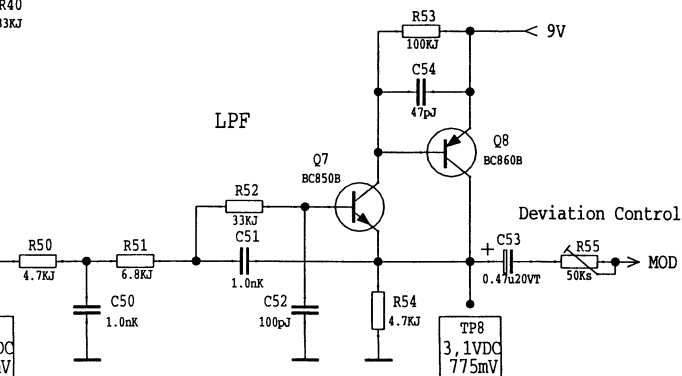 R40
33KJ
R53
100KJ
9V
C54
47pJ
LPF
Q7
BC850B
Q8
BC860B
R52
33KJ
Deviation Control
R50
4.7KJ
R51
6.8KJ
C51
1.0nK
+
C53
0.47u20VT
R55
50Ks
MOD
C50
1.0nK
C52
100pJ
R54
4.7KJ
TP8
3,1VDC
775mV
DC
mV